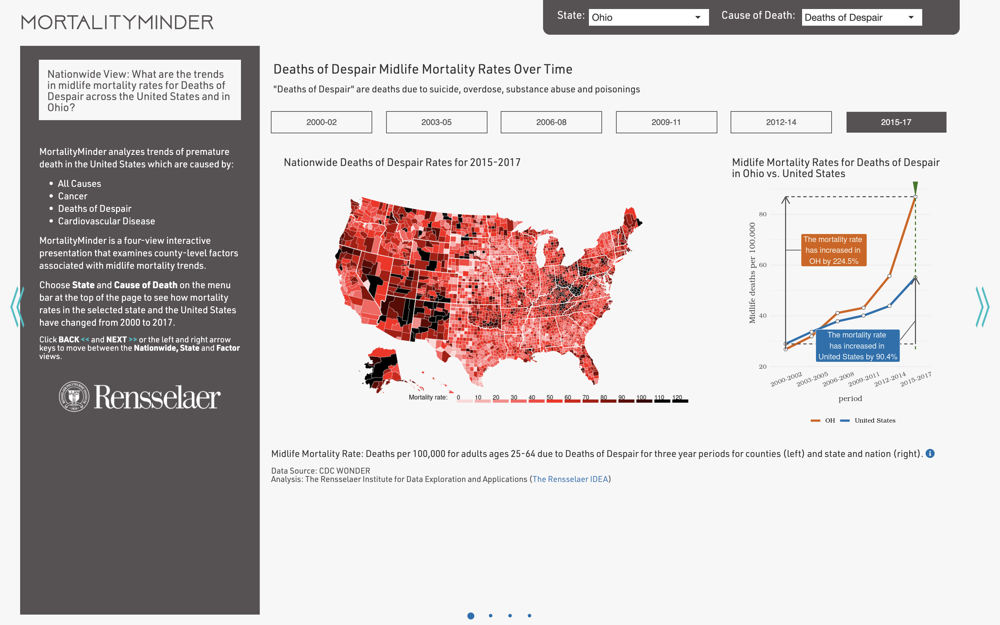 MORTALITYMINDER
State: Ohio Cause of Death: Deaths of Despair
Nationwide View: What are the trends
in midlife mortality rates for Deaths of
Despair across the United States and in
Ohio?
MortalityMinder analyzes trends of premature
death in the United States which are caused by:
• All Causes
• Cancer
• Deaths of Despair
• Cardiovascular Disease
MortalityMinder is a four-view interactive
presentation that examines county-level factors
associated with midlife mortality trends.
Choose State and Cause of Death on the menu
bar at the top of the page to see how mortality
rates in the selected state and the United States
have changed from 2000 to 2017.
Click BACK << and NEXT >> or the left and right arrow
keys to move between the Nationwide, State and Factor
views.
RENSSELAER POLYTECHNIC INSTITUTE
1824
Rensselaer
Deaths of Despair Midlife Mortality Rates Over Time
"Deaths of Despair" are deaths due to suicide, overdose, substance abuse and poisonings
2000-02 2003-05 2006-08 2009-11 2012-14 2015-17
Nationwide Deaths of Despair Rates for 2015-2017
Mortality rate: 0 10 20 30 40 50 60 70 80 90 100 110 120
Midlife Mortality Rates for Deaths of Despair
in Ohio vs. United States
Midlife deaths per 100,000
80
60
40
20
The mortality rate
has increased in
OH by 224.5%
The mortality rate
has increased in
United States by 90.4%
2000-2002 2003-2005 2006-2008 2009-2011 2012-2014 2015-2017
period
OH United States
Midlife Mortality Rate: Deaths per 100,000 for adults ages 25-64 due to Deaths of Despair for three year periods for counties (left) and state and nation (right).
Data Source: CDC WONDER
Analysis: The Rensselaer Institute for Data Exploration and Applications (The Rensselaer IDEA)